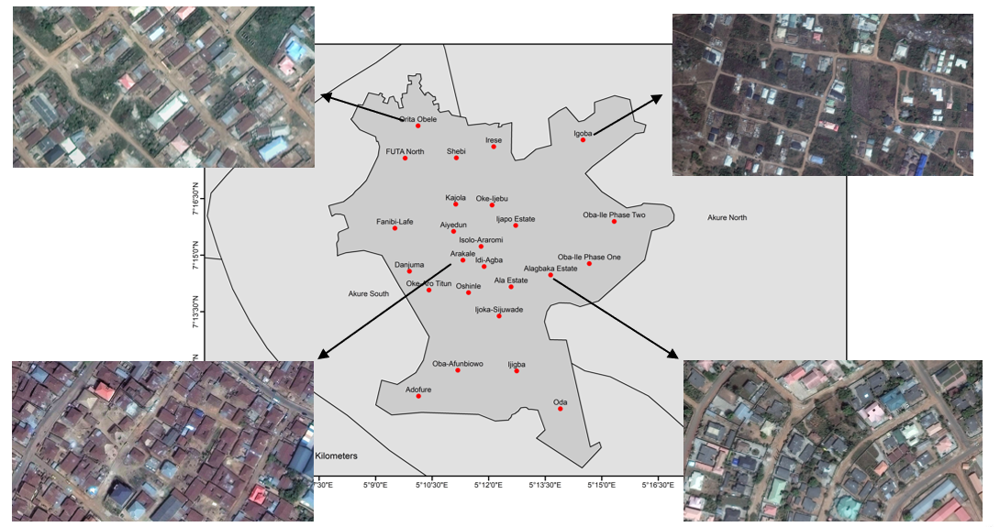 Orita Obele
Igoba
Irese
FUTA North
Shebi
Kajola
Oke-Ijebu
Oba-Ile Phase Two
Akure North
Fanibi-Lafe
Aiyedun
Ijapo Estate
Isolo-Araromi
Arakale
Idi-Agba
Oba-Ile Phase One
Danjuma
Alagbaka Estate
Oke-Aro Titun
Oshinle
Ala Estate
Akure South
Ijoka-Sijuwade
Oba-Afunbiowo
Ijigba
Adofure
Oda
Kilometers
7°16'30"N
7°15'0"N
7°13'30"N
"N
7'30"E
5°9'0"E
5°10'30"E
5°12'0"E
5°13'30"E
5°15'0"E
5°16'30"E